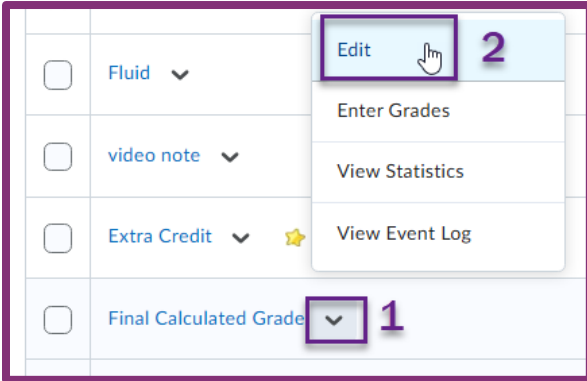 Edit
2
Fluid
Enter Grades
video note
View Statistics
Extra Credit
View Event Log
Final Calculated Grade
1